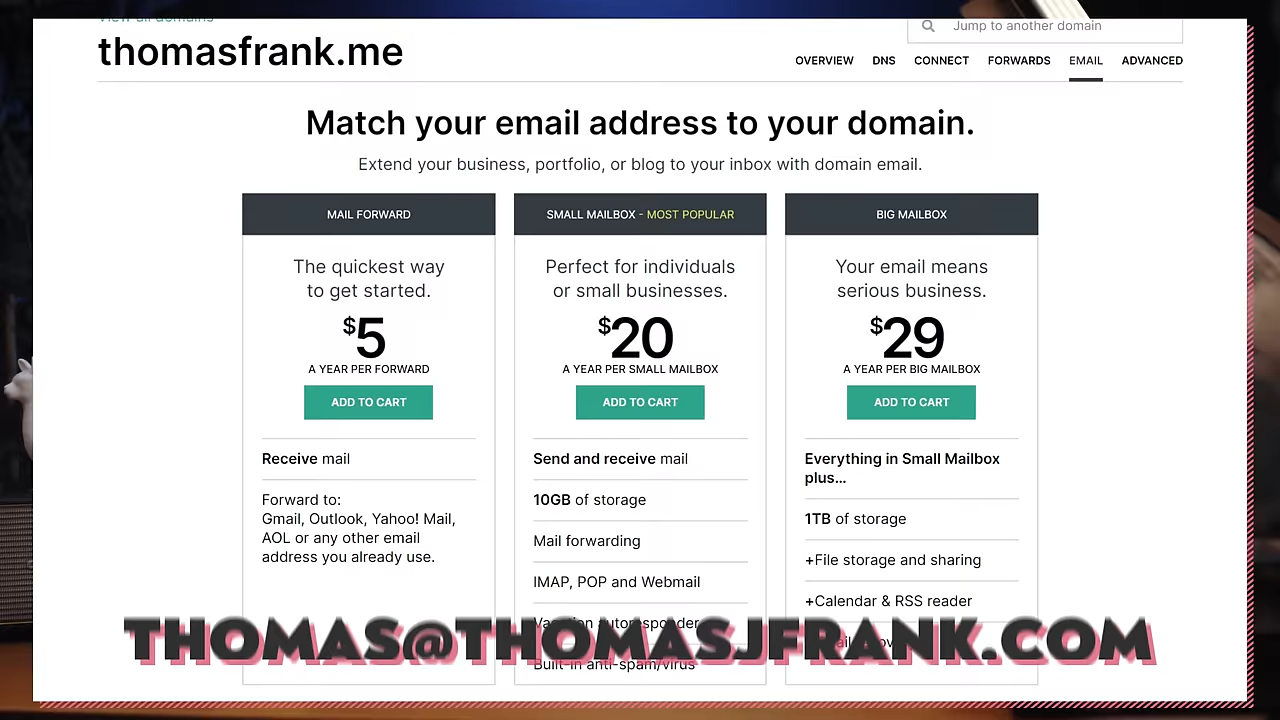 View all domains
Jump to another domain
thomasfrank.me
OVERVIEW DNS CONNECT FORWARDS EMAIL ADVANCED
Match your email address to your domain.
Extend your business, portfolio, or blog to your inbox with domain email.
MAIL FORWARD
The quickest way
to get started.
$5
A YEAR PER FORWARD
ADD TO CART
Receive mail
Forward to:
Gmail, Outlook, Yahoo! Mail,
AOL or any other email
address you already use.
SMALL MAILBOX - MOST POPULAR
Perfect for individuals
or small businesses.
$20
A YEAR PER SMALL MAILBOX
ADD TO CART
Send and receive mail
10GB of storage
Mail forwarding
IMAP, POP and Webmail
Vacation autoresponder
Built-in anti-spam/virus
BIG MAILBOX
Your email means
serious business.
$29
A YEAR PER BIG MAILBOX
ADD TO CART
Everything in Small Mailbox
plus...
1TB of storage
+File storage and sharing
+Calendar & RSS reader
THOMAS@THOMASJFRANK.COM